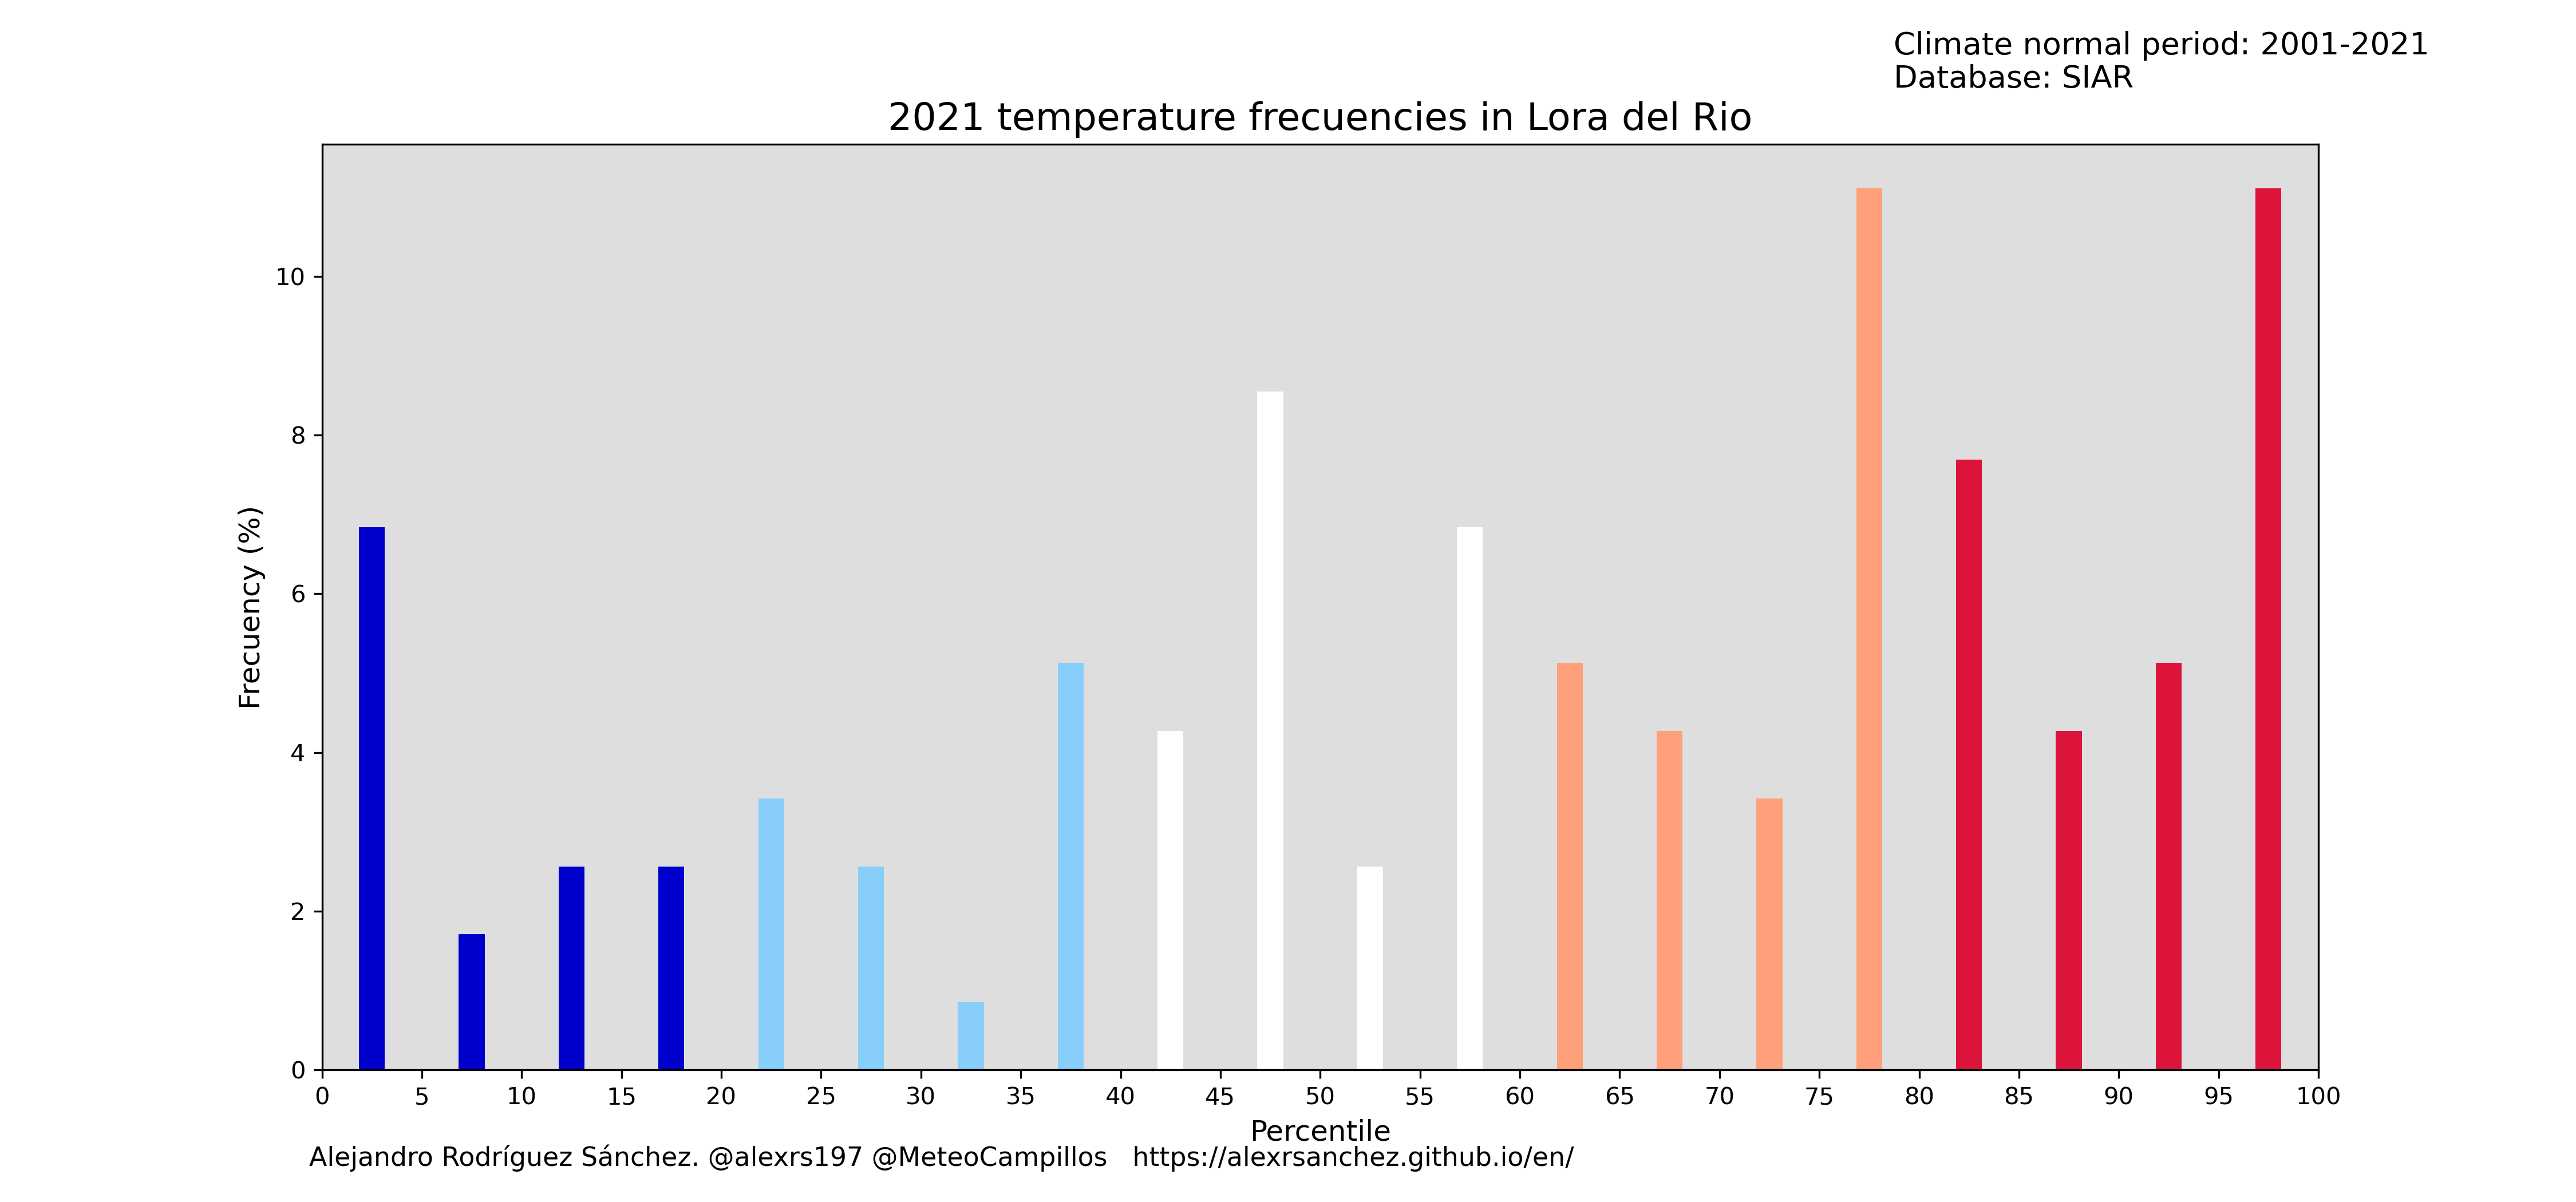 Climate normal period: 2001-2021
Database: SIAR
2021 temperature frecuencies in Lora del Rio
10
8
6
4
2
0
Frecuency (%)
0 5 10 15 20 25 30 35 40 45 50 55 60 65 70 75 80 85 90 95 100
Percentile
Alejandro Rodríguez Sánchez. @alexrs197 @MeteoCampillos https://alexrsanchez.github.io/en/